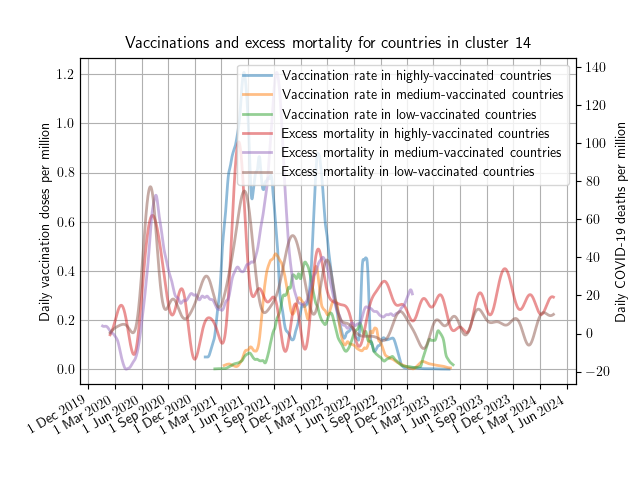 Vaccinations and excess mortality for countries in cluster 14
Vaccination rate in highly-vaccinated countries
Vaccination rate in medium-vaccinated countries
Vaccination rate in low-vaccinated countries
Excess mortality in highly-vaccinated countries
Excess mortality in medium-vaccinated countries
Excess mortality in low-vaccinated countries
Daily vaccination doses per million
1.2
1.0
0.8
0.6
0.4
0.2
0.0
Daily COVID-19 deaths per million
140
120
100
80
60
40
20
0
−20
1 Dec 2019
1 Mar 2020
1 Jun 2020
1 Sep 2020
1 Dec 2020
1 Mar 2021
1 Jun 2021
1 Sep 2021
1 Dec 2021
1 Mar 2022
1 Jun 2022
1 Sep 2022
1 Dec 2022
1 Mar 2023
1 Jun 2023
1 Sep 2023
1 Dec 2023
1 Mar 2024
1 Jun 2024